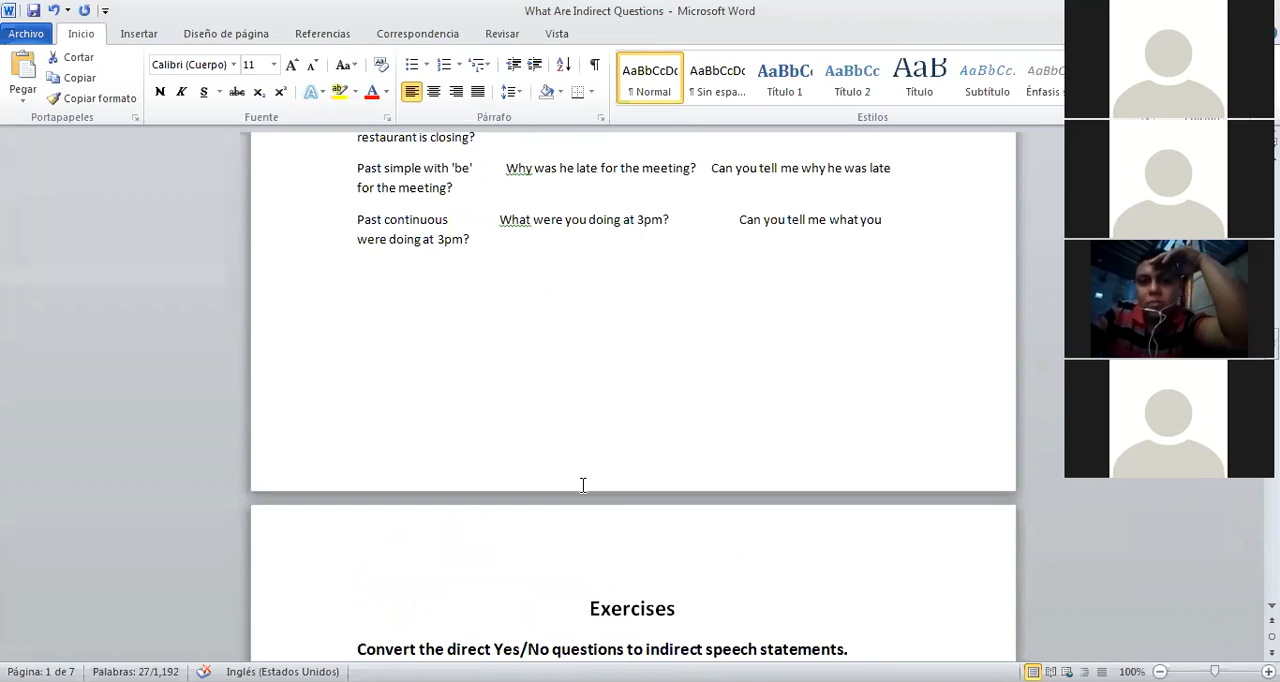 What Are Indirect Questions - Microsoft Word
Archivo Inicio Insertar Diseño de página Referencias Correspondencia Revisar Vista
Cortar
Copiar
Copiar formato
Pegar
Portapapeles
Calibri (Cuerpo) 11
N K S abc x₂ x² A ab A
Fuente
Párrafo
AaBbCcDc AaBbCcDc AaBbC AaBbCc AaB AaBbCc AaBbCc
¶ Normal ¶ Sin espa... Título 1 Título 2 Título Subtítulo Énfasis
Estilos
restaurant is closing?
Past simple with 'be' Why was he late for the meeting? Can you tell me why he was late
for the meeting?
Past continuous What were you doing at 3pm? Can you tell me what you
were doing at 3pm?
Exercises
Convert the direct Yes/No questions to indirect speech statements.
Página: 1 de 7 Palabras: 27/1,192 Inglés (Estados Unidos) 100%